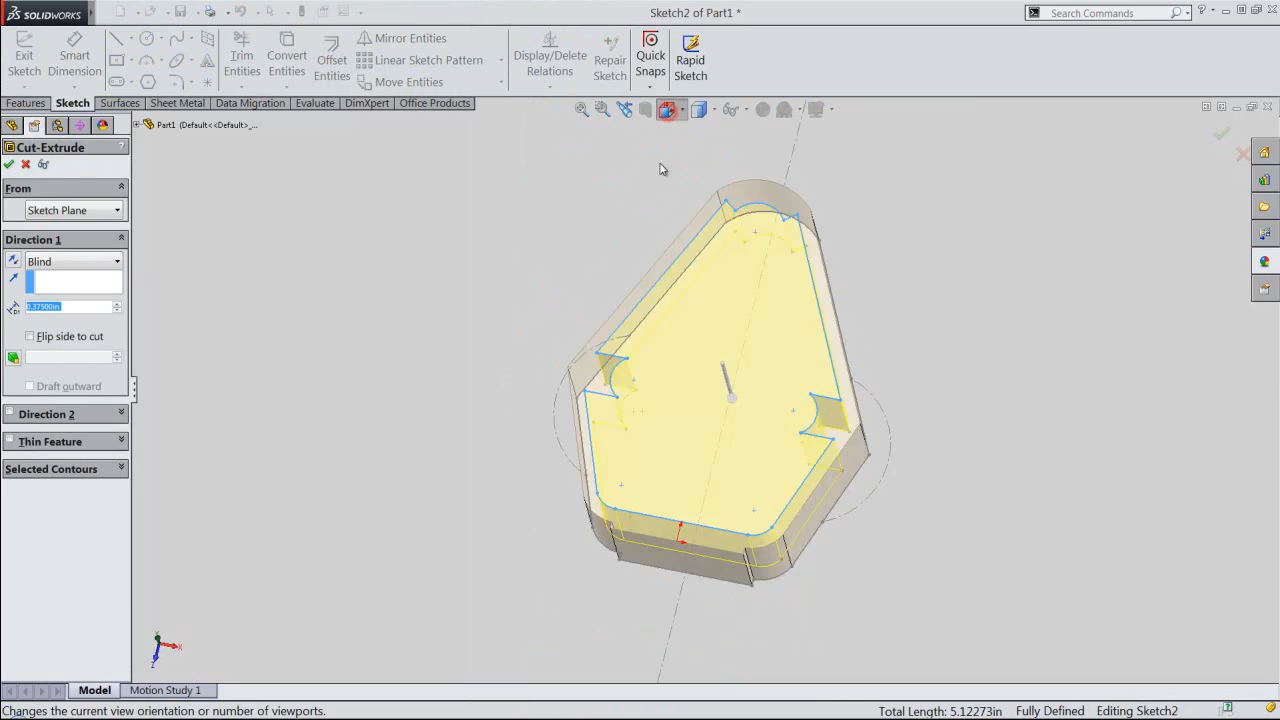 SOLIDWORKS
Sketch2 of Part1 *
Search Commands
Exit Sketch
Smart Dimension
Trim Entities
Convert Entities
Offset Entities
Mirror Entities
Linear Sketch Pattern
Move Entities
Display/Delete Relations
Repair Sketch
Quick Snaps
Rapid Sketch
Features
Sketch
Surfaces
Sheet Metal
Data Migration
Evaluate
DimXpert
Office Products
Part1 (Default<<Default>_...
Cut-Extrude
?
From
Sketch Plane
Direction 1
Blind
0.37500in
Flip side to cut
Draft outward
Direction 2
Thin Feature
Selected Contours
Y
X
Z
Model
Motion Study 1
Changes the current view orientation or number of viewports.
Total Length: 5.12273in
Fully Defined
Editing Sketch2